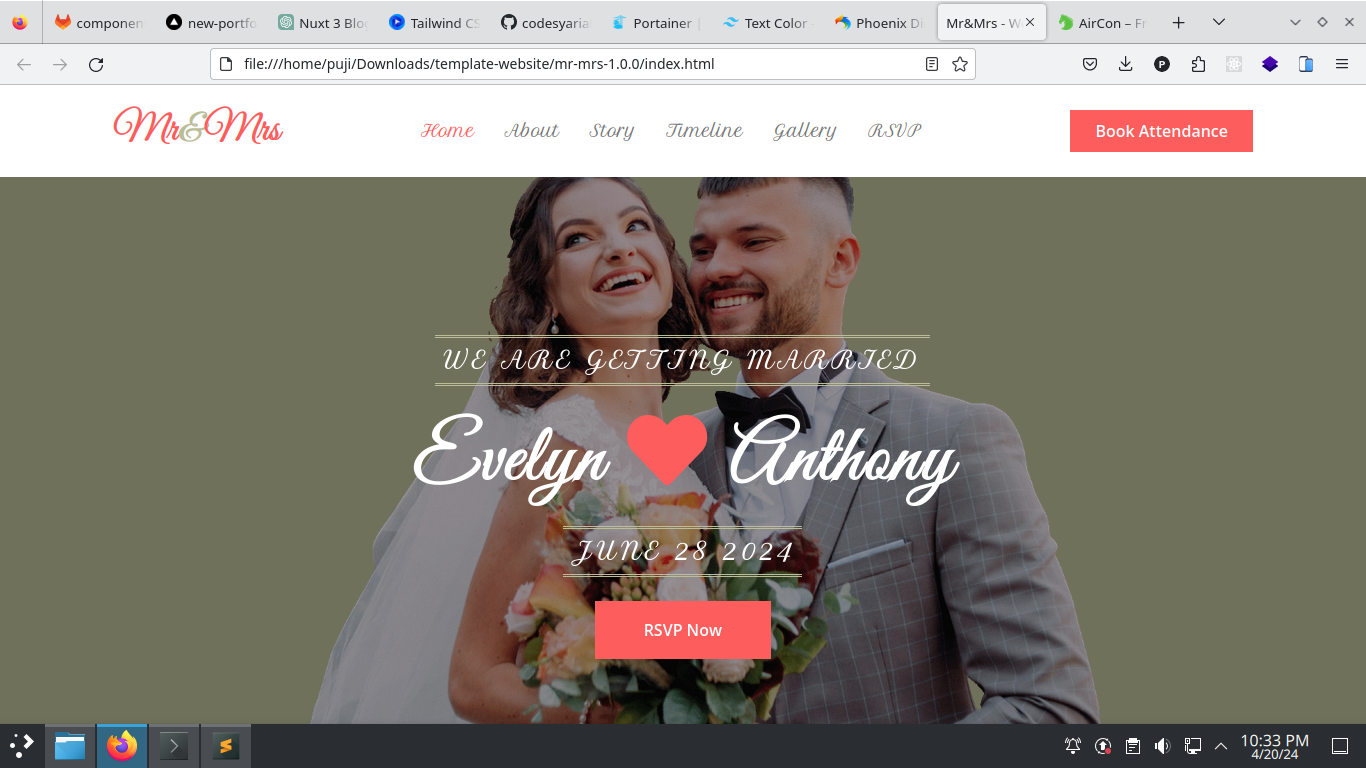 componen
new-portfo
Nuxt 3 Blo
Tailwind CS
codesyaria
Portainer
Text Color
Phoenix Di
Mr&Mrs - W
AirCon – Fr
file:///home/puji/Downloads/template-website/mr-mrs-1.0.0/index.html
Mr&Mrs
Home
About
Story
Timeline
Gallery
RSVP
Book Attendance
WE ARE GETTING MARRIED
Evelyn Anthony
JUNE 28 2024
RSVP Now
10:33 PM
4/20/24